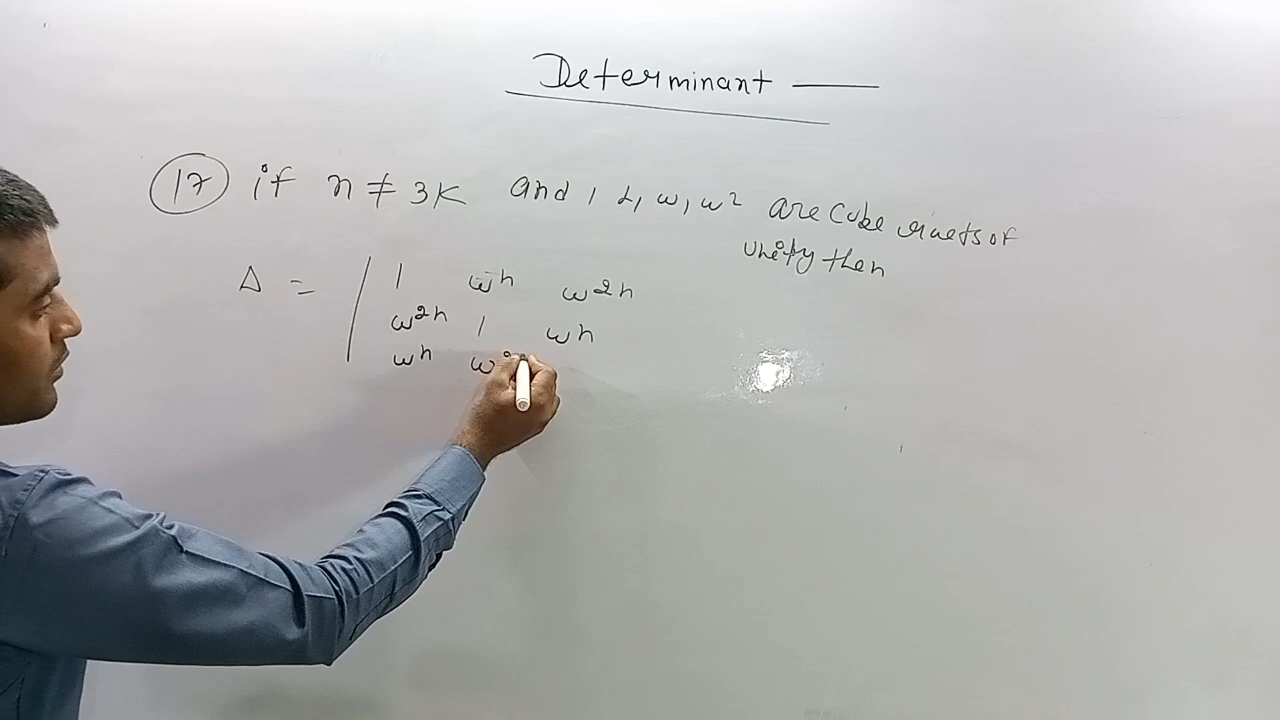 Determinant
17 if n ≠ 3K and 1, ω, ω² are Cube roots of
unity then
Δ = | 1 ωⁿ ω²ⁿ
ω²ⁿ 1 ωⁿ
ωⁿ ω²